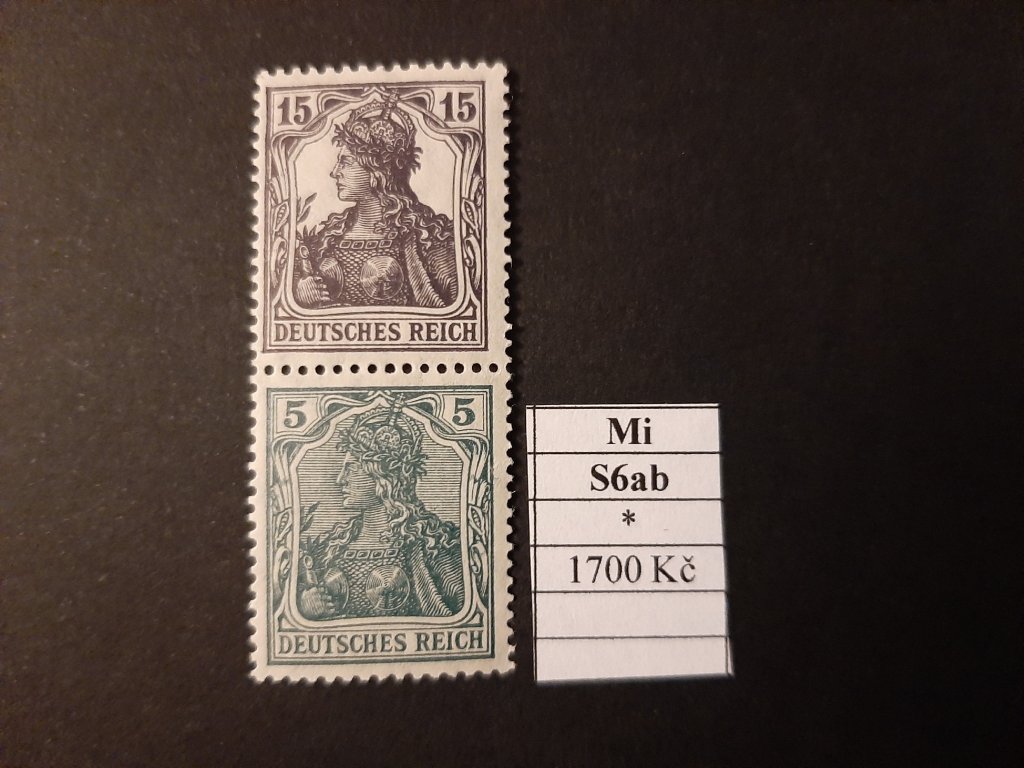 15 15
DEUTSCHES REICH
5 5
DEUTSCHES REICH
Mi
S6ab
*
1700 Kč